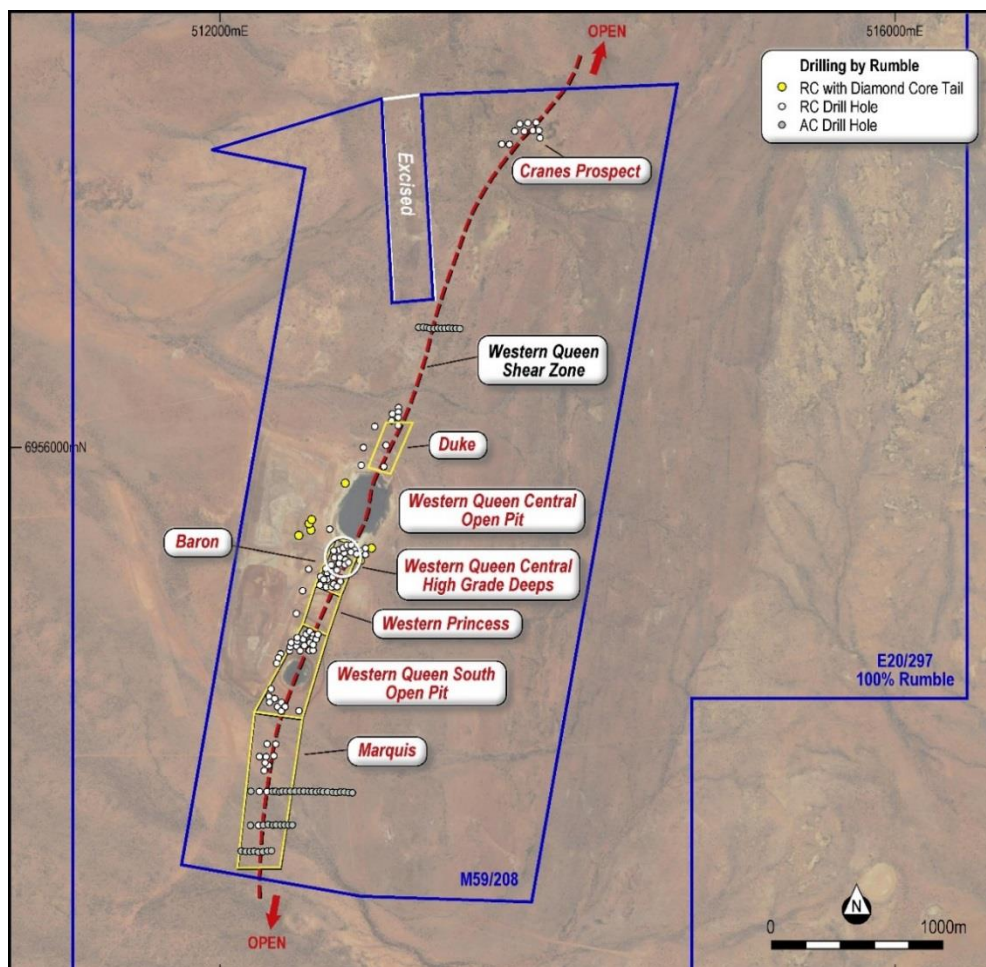 512000mE
516000mE
OPEN
Drilling by Rumble
RC with Diamond Core Tail
RC Drill Hole
AC Drill Hole
Excised
Cranes Prospect
Western Queen
Shear Zone
6956000mN
Duke
Western Queen Central
Open Pit
Baron
Western Queen Central
High Grade Deeps
Western Princess
E20/297
100% Rumble
Western Queen South
Open Pit
Marquis
M59/208
N
0
1000m
OPEN